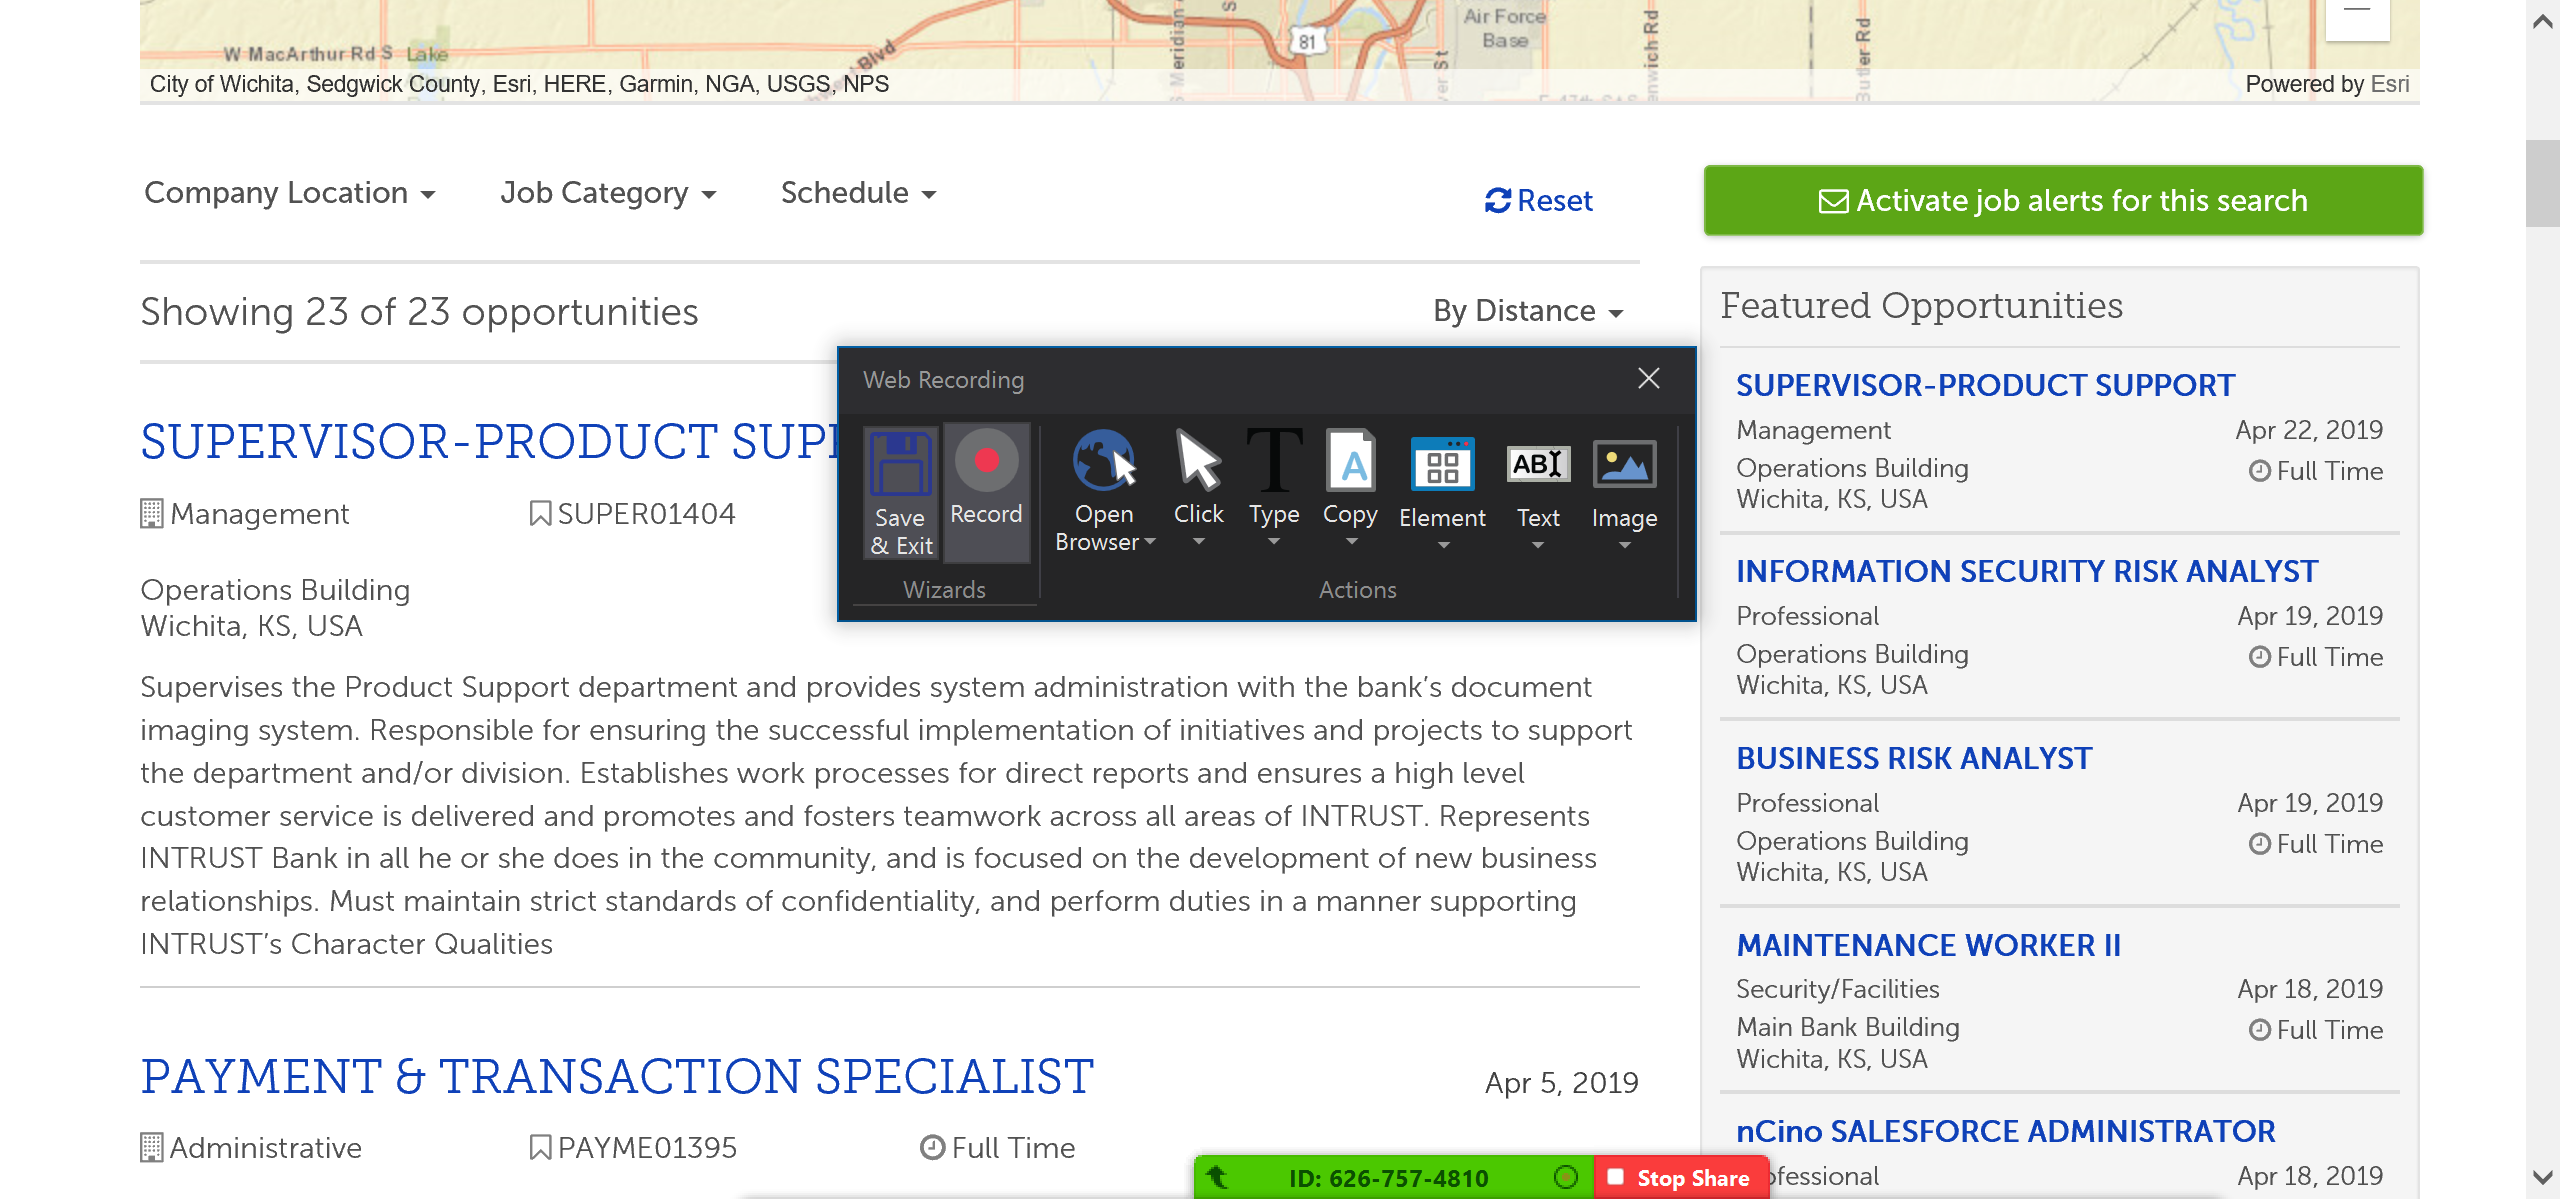 Air Force
Base
81
W MacArthur Rd S
Lake
Blvd
S Meridian
enwich Rd
Butler Rd
City of Wichita, Sedgwick County, Esri, HERE, Garmin, NGA, USGS, NPS
Powered by Esri
Company Location
Job Category
Schedule
Reset
Activate job alerts for this search
Showing 23 of 23 opportunities
By Distance
SUPERVISOR-PRODUCT SUPP
Management
SUPER01404
Operations Building
Wichita, KS, USA
Supervises the Product Support department and provides system administration with the bank’s document
imaging system. Responsible for ensuring the successful implementation of initiatives and projects to support
the department and/or division. Establishes work processes for direct reports and ensures a high level
customer service is delivered and promotes and fosters teamwork across all areas of INTRUST. Represents
INTRUST Bank in all he or she does in the community, and is focused on the development of new business
relationships. Must maintain strict standards of confidentiality, and perform duties in a manner supporting
INTRUST’s Character Qualities
PAYMENT & TRANSACTION SPECIALIST
Apr 5, 2019
Administrative
PAYME01395
Full Time
Web Recording
Save
& Exit
Record
Open
Browser
Click
Type
Copy
Element
Text
Image
Wizards
Actions
Featured Opportunities
SUPERVISOR-PRODUCT SUPPORT
Management
Apr 22, 2019
Operations Building
Full Time
Wichita, KS, USA
INFORMATION SECURITY RISK ANALYST
Professional
Apr 19, 2019
Operations Building
Full Time
Wichita, KS, USA
BUSINESS RISK ANALYST
Professional
Apr 19, 2019
Operations Building
Full Time
Wichita, KS, USA
MAINTENANCE WORKER II
Security/Facilities
Apr 18, 2019
Main Bank Building
Full Time
Wichita, KS, USA
nCino SALESFORCE ADMINISTRATOR
ofessional
Apr 18, 2019
ID: 626-757-4810
Stop Share